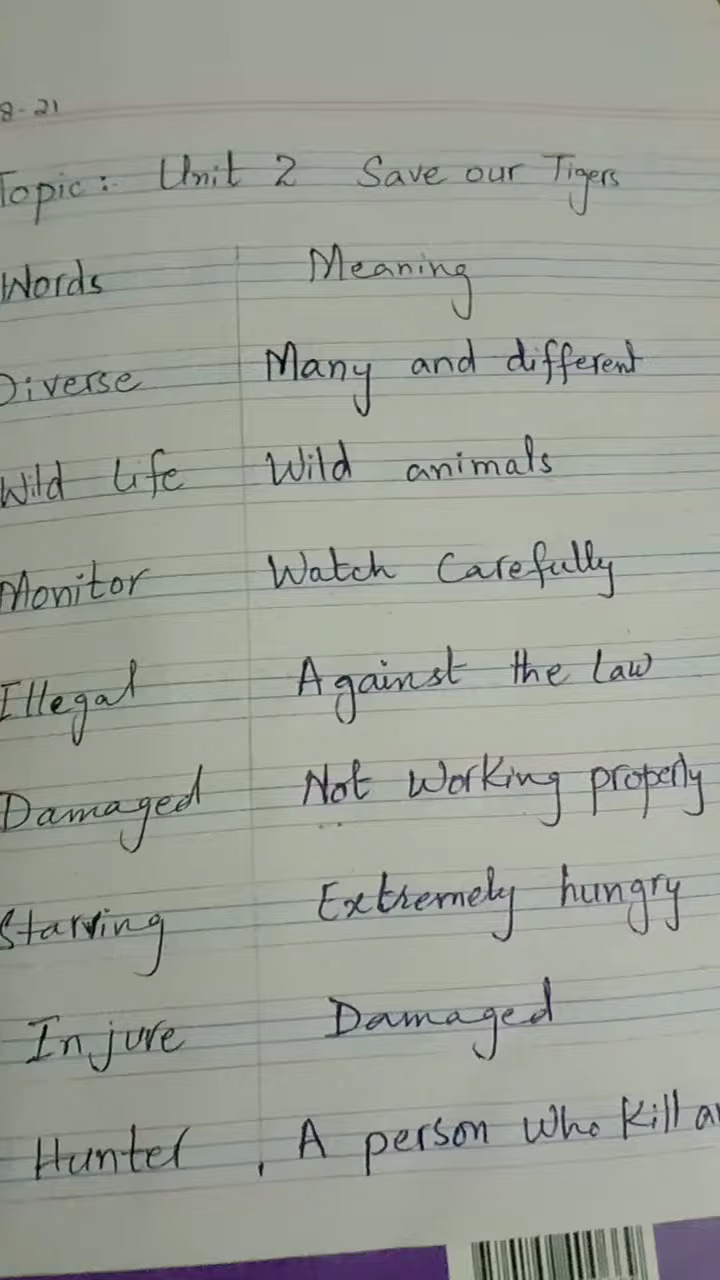 8-21
Topic: Unit 2 Save our Tigers
Words Meaning
Diverse Many and different
Wild life Wild animals
Monitor Watch Carefully
Illegal Against the law
Damaged Not Working properly
Starving Extremely hungry
Injure Damaged
Hunter A person Who Kill